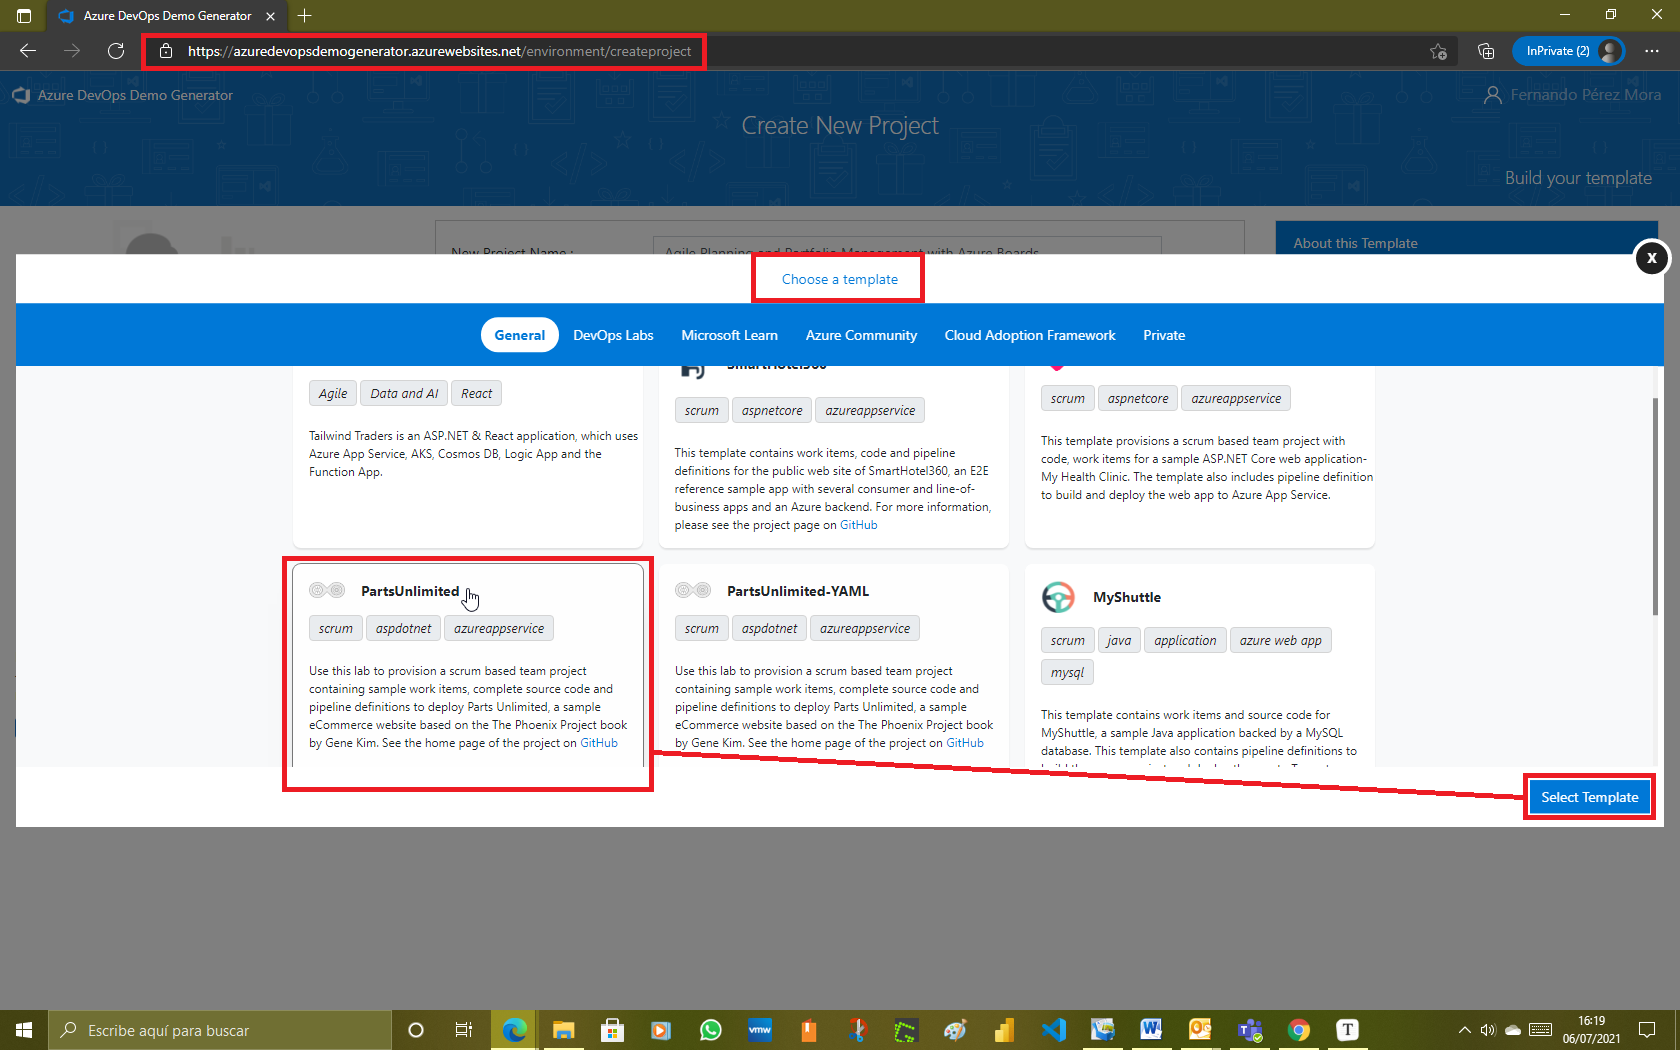 Azure DevOps Demo Generator
https://azuredevopsdemogenerator.azurewebsites.net/environment/createproject
InPrivate (2)
Azure DevOps Demo Generator
Fernando Pérez Mora
Create New Project
Build your template
New Project Name :
Agile Planning and Portfolio Management with Azure Boards
About this Template
X
Choose a template
General
DevOps Labs
Microsoft Learn
Azure Community
Cloud Adoption Framework
Private
Agile
Data and AI
React
Tailwind Traders is an ASP.NET & React application, which uses
Azure App Service, AKS, Cosmos DB, Logic App and the
Function App.
SmartHotel360
scrum
aspnetcore
azureappservice
This template contains work items, code and pipeline
definitions for the public web site of SmartHotel360, an E2E
reference sample app with several consumer and line-of-
business apps and an Azure backend. For more information,
please see the project page on GitHub
scrum
aspnetcore
azureappservice
This template provisions a scrum based team project with
code, work items for a sample ASP.NET Core web application-
My Health Clinic. The template also includes pipeline definition
to build and deploy the web app to Azure App Service.
PartsUnlimited
scrum
aspdotnet
azureappservice
Use this lab to provision a scrum based team project
containing sample work items, complete source code and
pipeline definitions to deploy Parts Unlimited, a sample
eCommerce website based on the The Phoenix Project book
by Gene Kim. See the home page of the project on GitHub
PartsUnlimited-YAML
scrum
aspdotnet
azureappservice
Use this lab to provision a scrum based team project
containing sample work items, complete source code and
pipeline definitions to deploy Parts Unlimited, a sample
eCommerce website based on the The Phoenix Project book
by Gene Kim. See the home page of the project on GitHub
MyShuttle
scrum
java
application
azure web app
mysql
This template contains work items and source code for
MyShuttle, a sample Java application backed by a MySQL
database. This template also contains pipeline definitions to
Select Template
Escribe aquí para buscar
vmw
16:19
06/07/2021